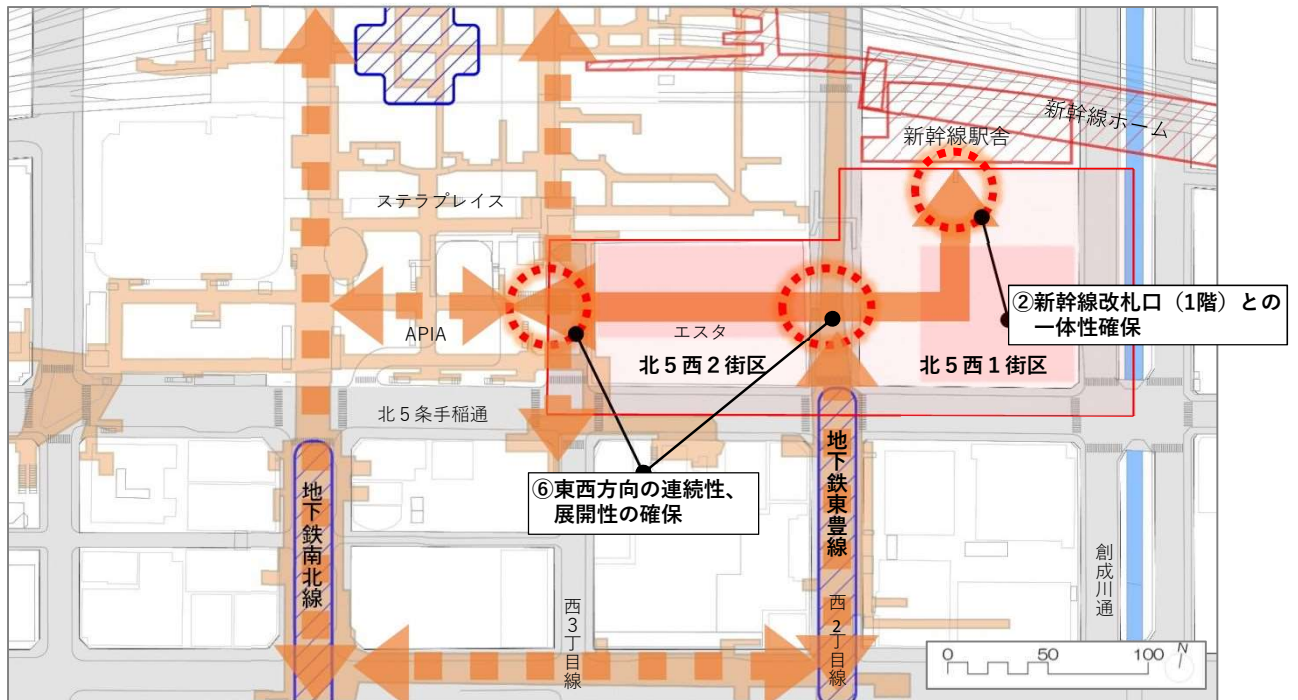 新幹線ホーム
新幹線駅舎
ステラプレイス
②新幹線改札口（1階）との
一体性確保
APIA
エスタ
北５西２街区
北５西１街区
北５条手稲通
⑥東西方向の連続性、
展開性の確保
地下鉄南北線
地下鉄東豊線
西３丁目線
西２丁目線
創成川通
0 50 100 N